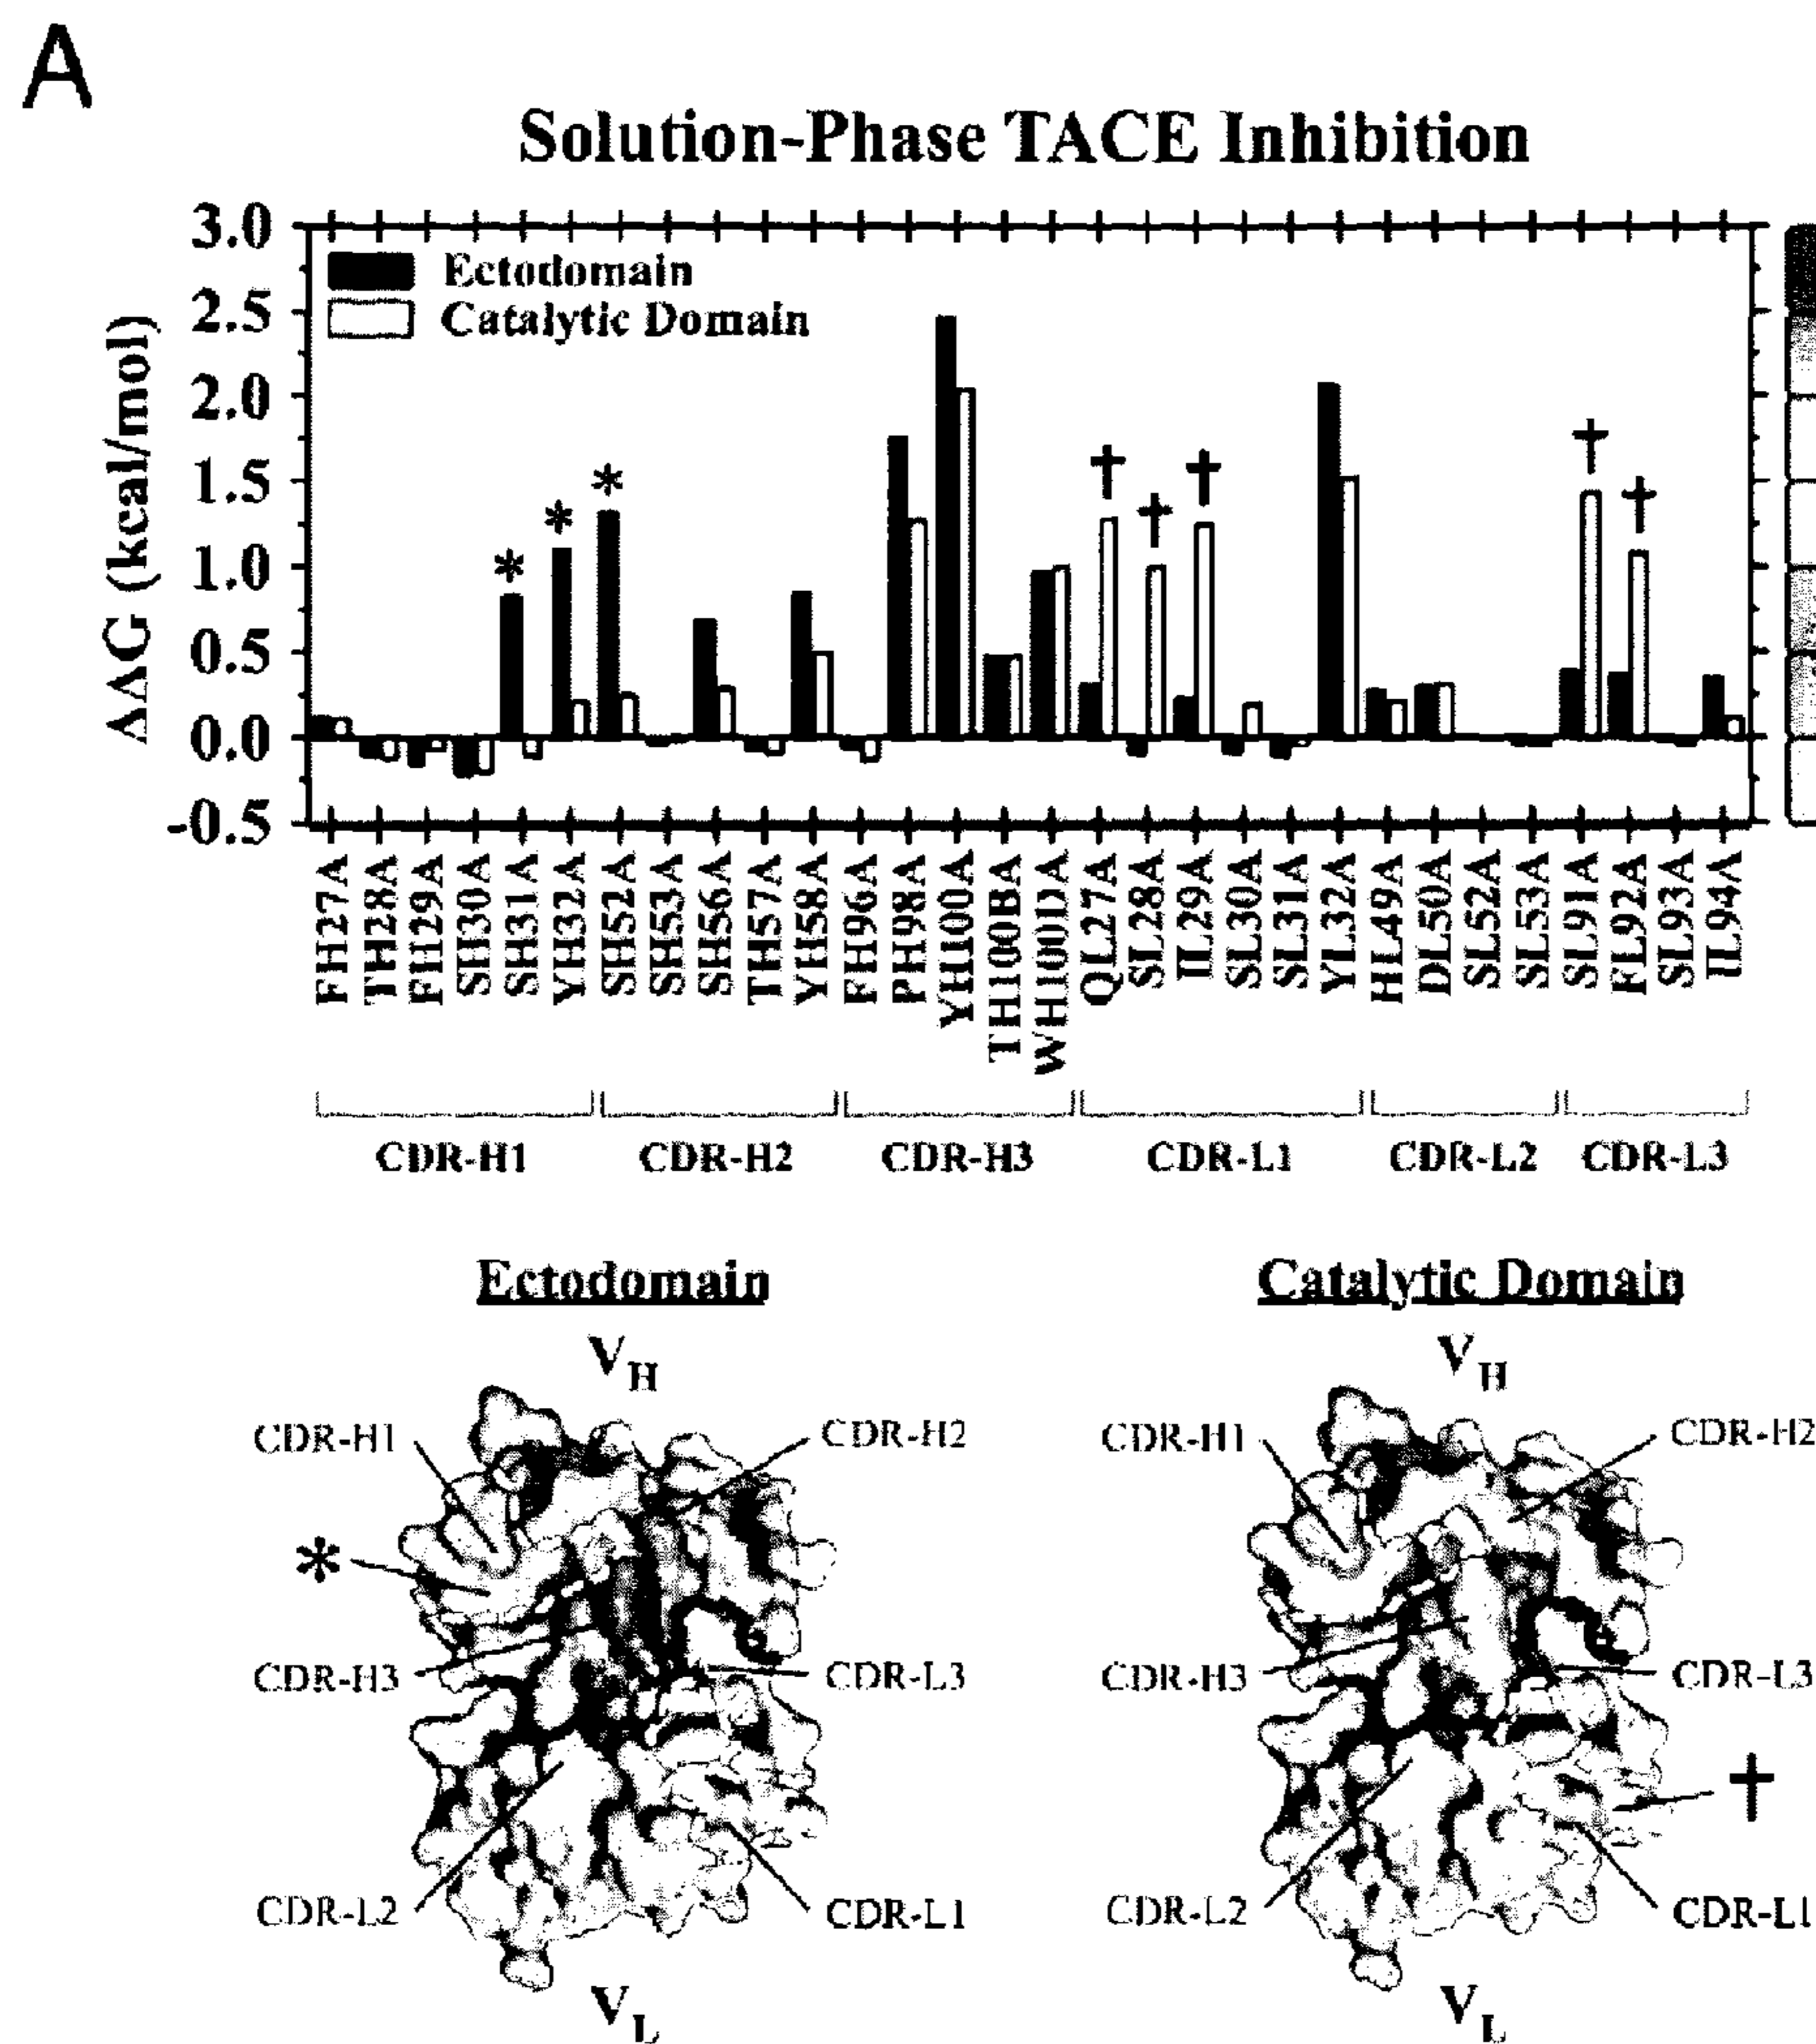 A
Solution-Phase TACE Inhibition
3.0
2.5
2.0
1.5
1.0
0.5
0.0
-0.5
ΔΔG (kcal/mol)
Ectodomain
Catalytic Domain
* * * † † † † †
FH27A TH28A FH29A SH30A SH31A YH32A SH52A SH53A SH56A TH57A YH58A FH96A PH98A YH100A TH100BA WH100DA QL27A SL28A IL29A SL30A SL31A YL32A HL49A DL50A SL52A SL53A SL91A FL92A SL93A IL94A
CDR-H1 CDR-H2 CDR-H3 CDR-L1 CDR-L2 CDR-L3
Ectodomain Catalytic Domain
VH VH
CDR-H1 CDR-H2 CDR-H1 CDR-H2
*
CDR-H3 CDR-L3 CDR-H3 CDR-L3
†
CDR-L2 CDR-L1 CDR-L2 CDR-L1
VL VL